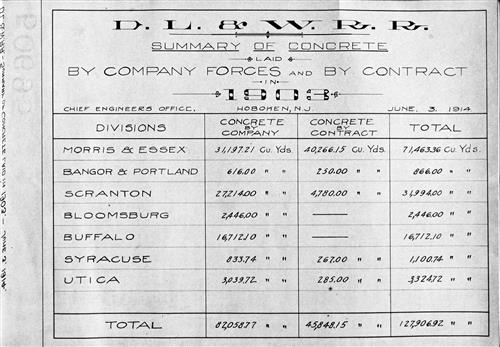 D. L. & W. R. R.
SUMMARY OF CONCRETE
LAID
BY COMPANY FORCES AND BY CONTRACT
IN
1903
CHIEF ENGINEERS OFFICE, HOBOKEN, N.J. JUNE, 3, 1914.
DIVISIONS CONCRETE BY COMPANY CONCRETE BY CONTRACT TOTAL
MORRIS & ESSEX 31,197.21 Cu. Yds. 40,266.15 Cu. Yds. 71,463.36 Cu. Yds.
BANGOR & PORTLAND 616.00 " " 250.00 " " 866.00 " "
SCRANTON 27,214.00 " " 4,780.00 " " 31,994.00 " "
BLOOMSBURG 2,446.00 " " — 2,446.00 " "
BUFFALO 16,712.10 " " — 16,712.10 " "
SYRACUSE 833.74 " " 267.00 " " 1,100.74 " "
UTICA 3,039.72 " " 285.00 " " 3,324.72 " "
TOTAL 82,058.77 " " 45,848.15 " " 127,906.92 " "